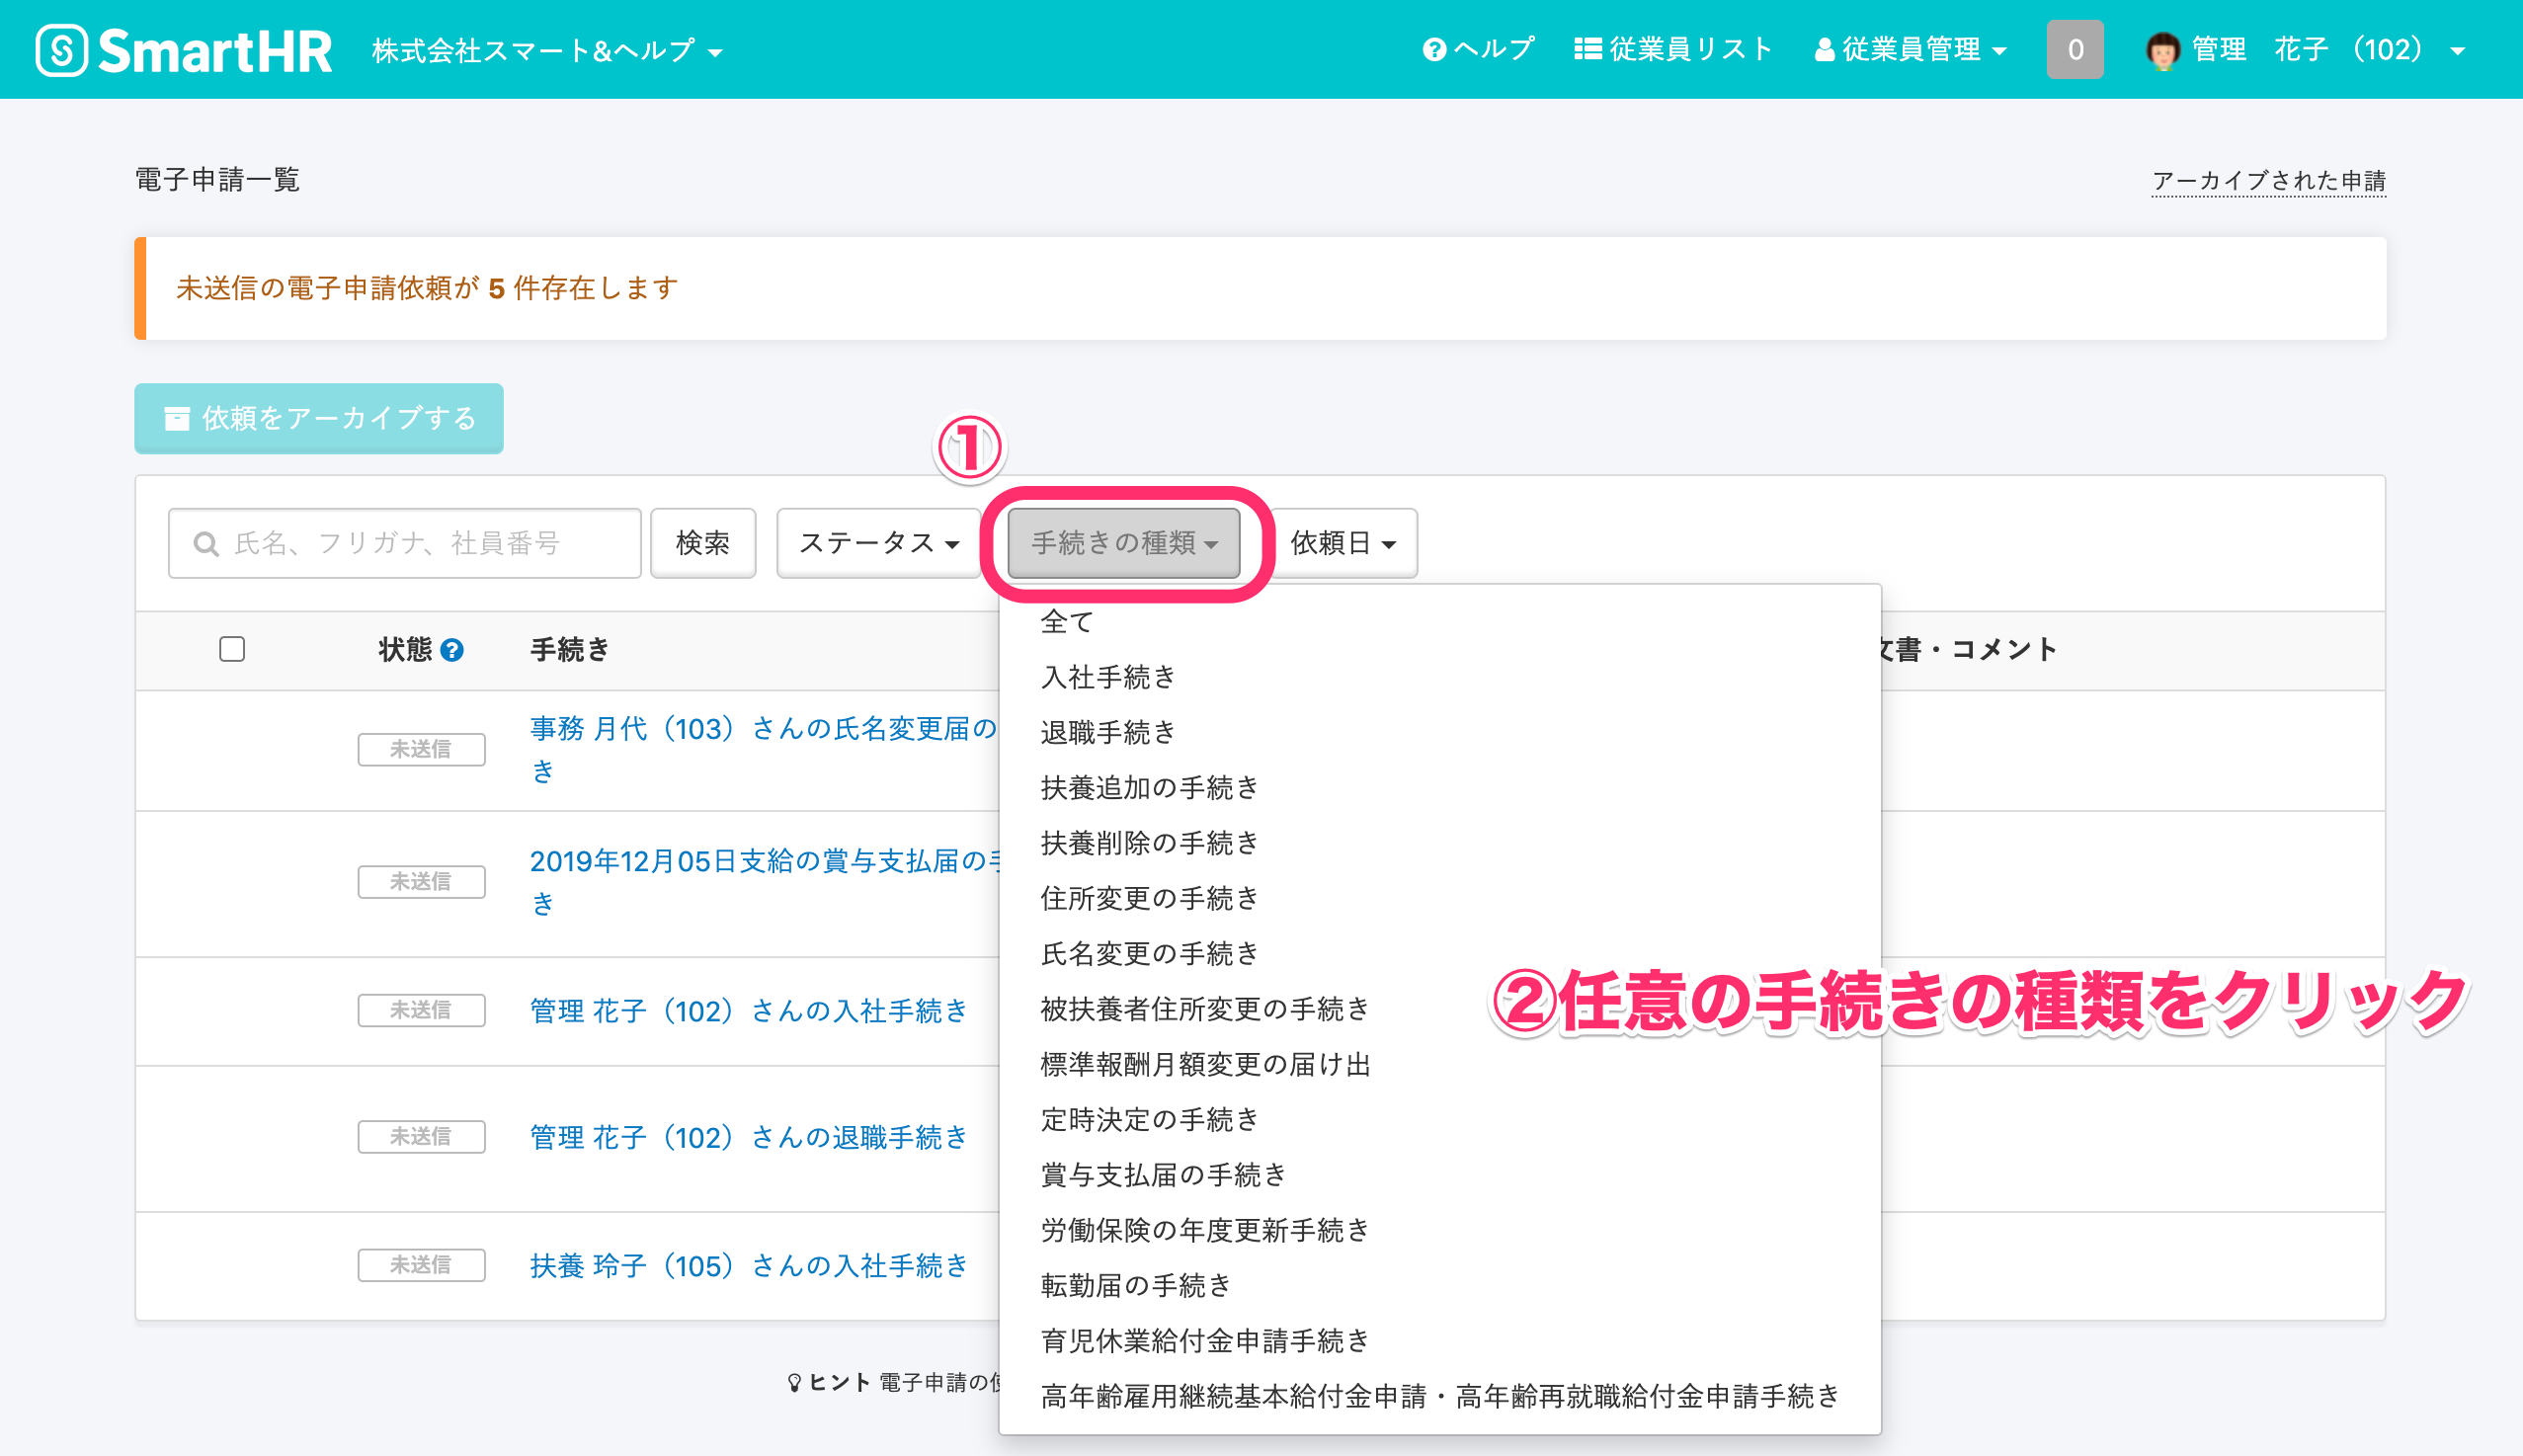 SmartHR 株式会社スマート&ヘルプ ヘルプ 従業員リスト 従業員管理 0 管理 花子 （102）
電子申請一覧 アーカイブされた申請
未送信の電子申請依頼が 5 件存在します
依頼をアーカイブする
①
氏名、フリガナ、社員番号 検索 ステータス 手続きの種類 依頼日
状態 手続き 文書・コメント
未送信 事務 月代（103）さんの氏名変更届の
き
未送信 2019年12月05日支給の賞与支払届の手
き
未送信 管理 花子（102）さんの入社手続き
未送信 管理 花子（102）さんの退職手続き
未送信 扶養 玲子（105）さんの入社手続き
ヒント 電子申請の使
全て
入社手続き
退職手続き
扶養追加の手続き
扶養削除の手続き
住所変更の手続き
氏名変更の手続き
被扶養者住所変更の手続き
標準報酬月額変更の届け出
定時決定の手続き
賞与支払届の手続き
労働保険の年度更新手続き
転勤届の手続き
育児休業給付金申請手続き
高年齢雇用継続基本給付金申請・高年齢再就職給付金申請手続き
②任意の手続きの種類をクリック